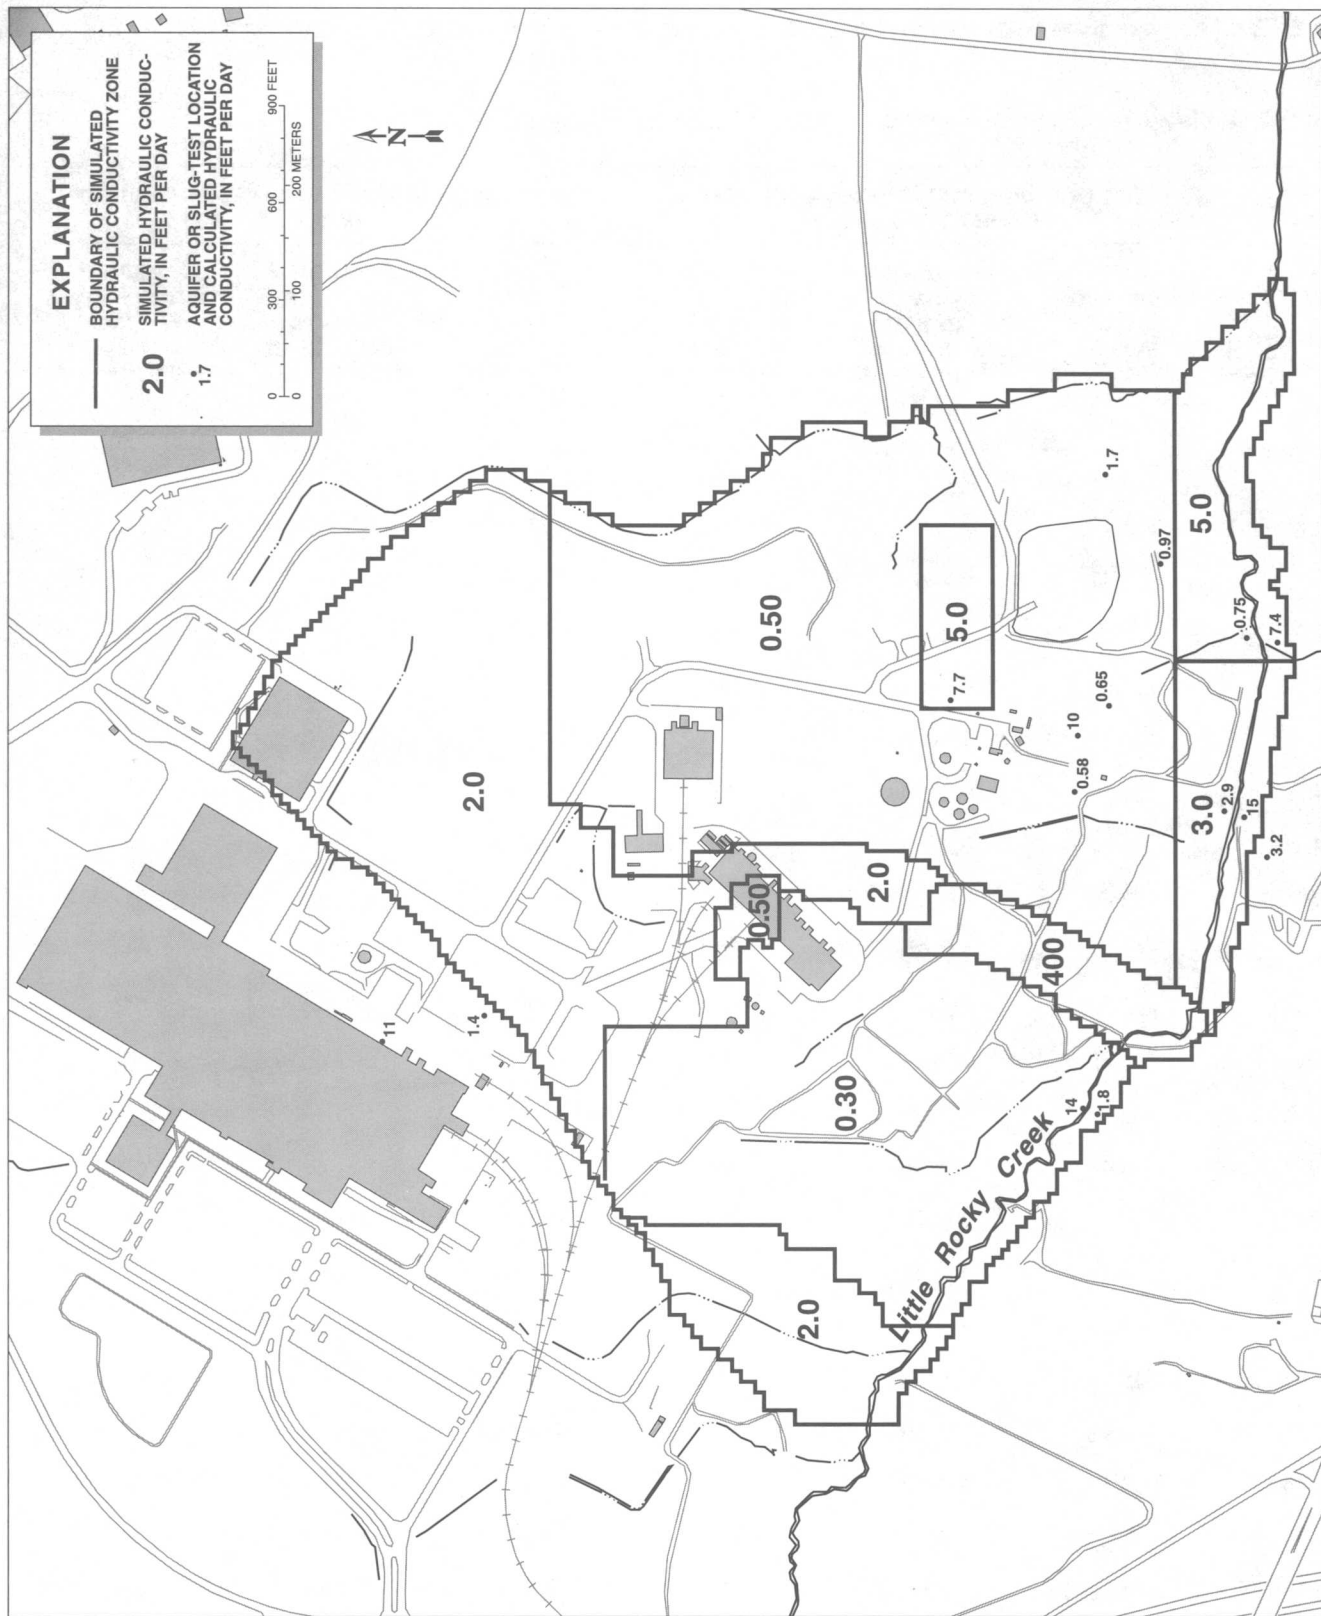 EXPLANATION
BOUNDARY OF SIMULATED
HYDRAULIC CONDUCTIVITY ZONE
2.0
SIMULATED HYDRAULIC CONDUC-
TIVITY, IN FEET PER DAY
1.7
AQUIFER OR SLUG-TEST LOCATION
AND CALCULATED HYDRAULIC
CONDUCTIVITY, IN FEET PER DAY
0 300 600 900 FEET
0 100 200 METERS
N
11
1.4
2.0
0.50
0.50
2.0
5.0
7.7
1.7
0.97
0.58
10
0.65
400
0.30
2.0
14
1.8
Little Rocky Creek
3.0
2.9
15
3.2
5.0
0.75
7.4